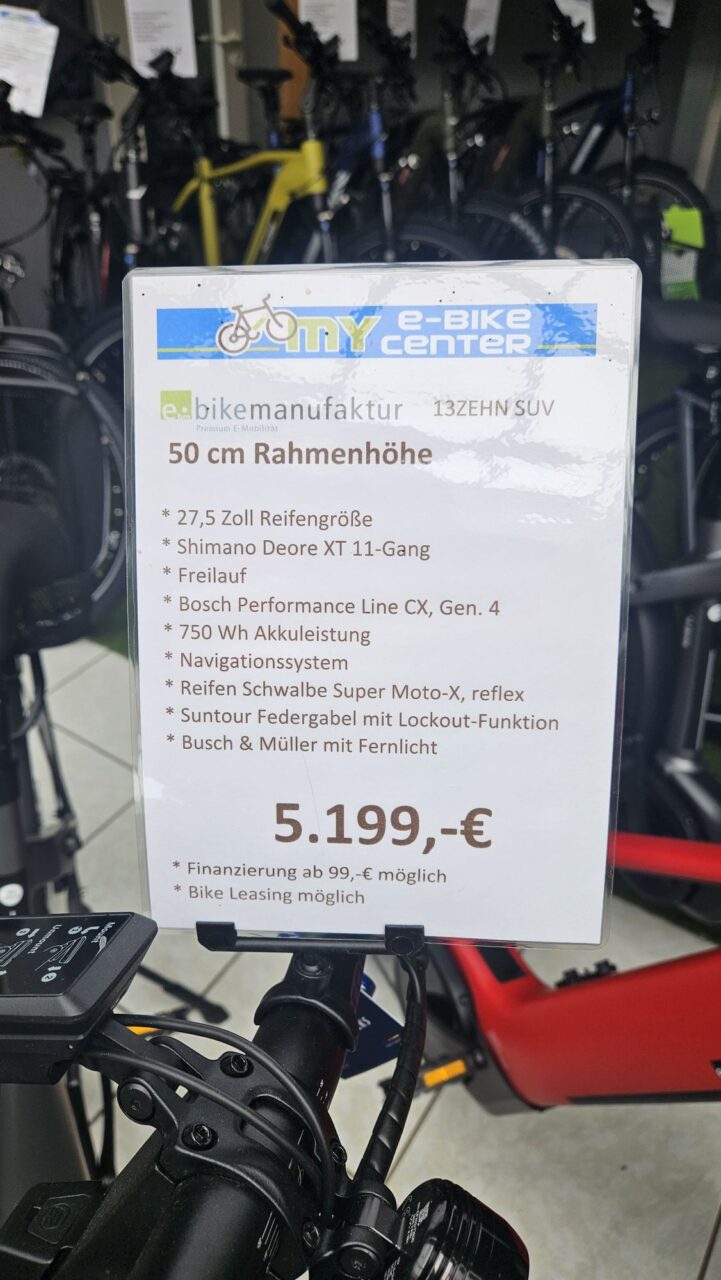 MY e-BIKE CENTER
e. bikemanufaktur 13ZEHN SUV
Premium E-Mobilität
50 cm Rahmenhöhe
* 27,5 Zoll Reifengröße
* Shimano Deore XT 11-Gang
* Freilauf
* Bosch Performance Line CX, Gen. 4
* 750 Wh Akkuleistung
* Navigationssystem
* Reifen Schwalbe Super Moto-X, reflex
* Suntour Federgabel mit Lockout-Funktion
* Busch & Müller mit Fernlicht
5.199,-€
* Finanzierung ab 99,-€ möglich
* Bike Leasing möglich
Mount
Unmount